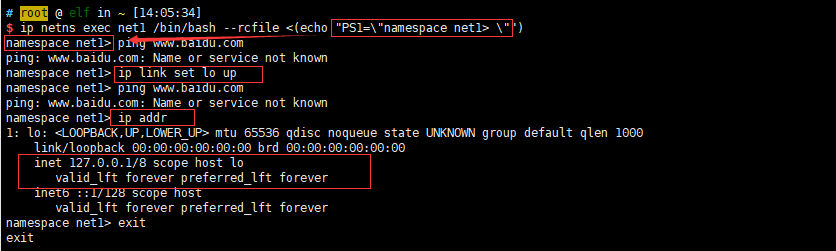 # root @ elf in ~ [14:05:34]
$ ip netns exec net1 /bin/bash --rcfile <(echo "PS1=\"namespace net1> \"")
namespace net1> ping www.baidu.com
ping: www.baidu.com: Name or service not known
namespace net1> ip link set lo up
namespace net1> ping www.baidu.com
ping: www.baidu.com: Name or service not known
namespace net1> ip addr
1: lo: <LOOPBACK,UP,LOWER_UP> mtu 65536 qdisc noqueue state UNKNOWN group default qlen 1000
    link/loopback 00:00:00:00:00:00 brd 00:00:00:00:00:00
    inet 127.0.0.1/8 scope host lo
       valid_lft forever preferred_lft forever
    inet6 ::1/128 scope host
       valid_lft forever preferred_lft forever
namespace net1> exit
exit